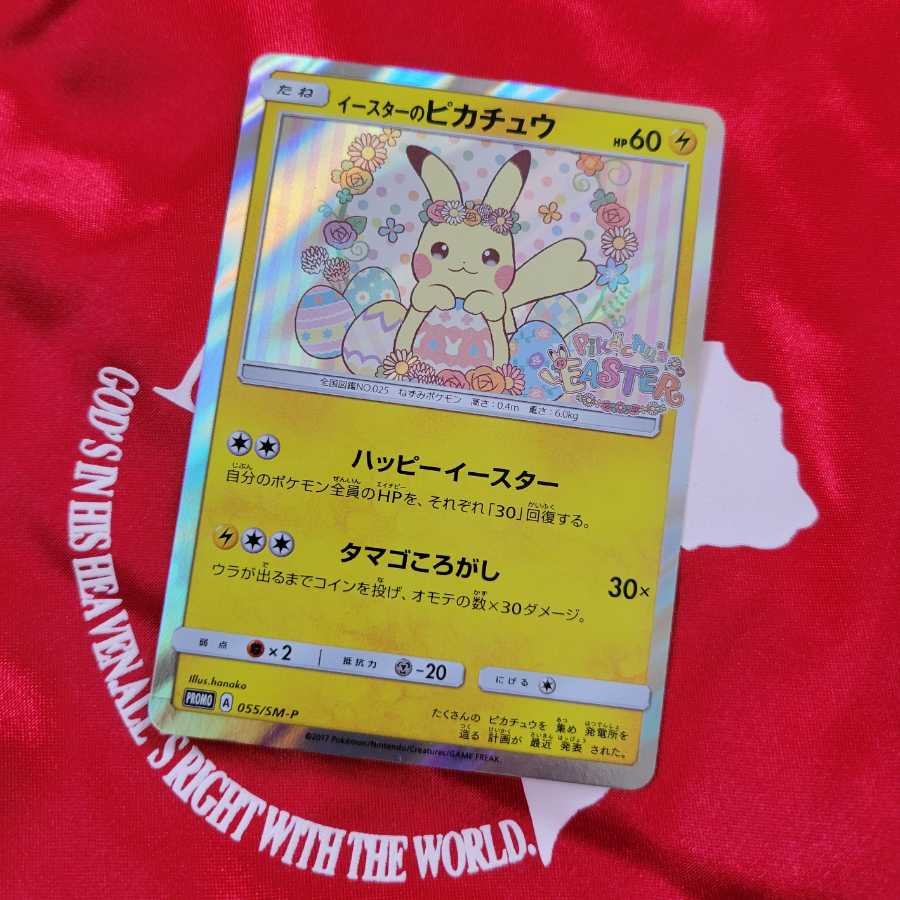 たね
イースターのピカチュウ
HP60
Pikachu's
EASTER
全国図鑑NO.025 ねずみポケモン 高さ:0.4m 重さ:6.0kg
ハッピーイースター
自分のポケモン全員のHPを、それぞれ「30」回復する。
タマゴころがし 30×
ウラが出るまでコインを投げ、オモテの数×30ダメージ。
弱点 ×2 抵抗力 -20 にげる
Illus.hanako
PROMO A 055/SM-P
たくさんの ピカチュウを 集め 発電所を
造る 計画が 最近 発表 された。
©2017 Pokémon/Nintendo/Creatures/GAME FREAK.
GOD'S IN HIS HEAVEN. ALL 'S RIGHT WITH THE WORLD.